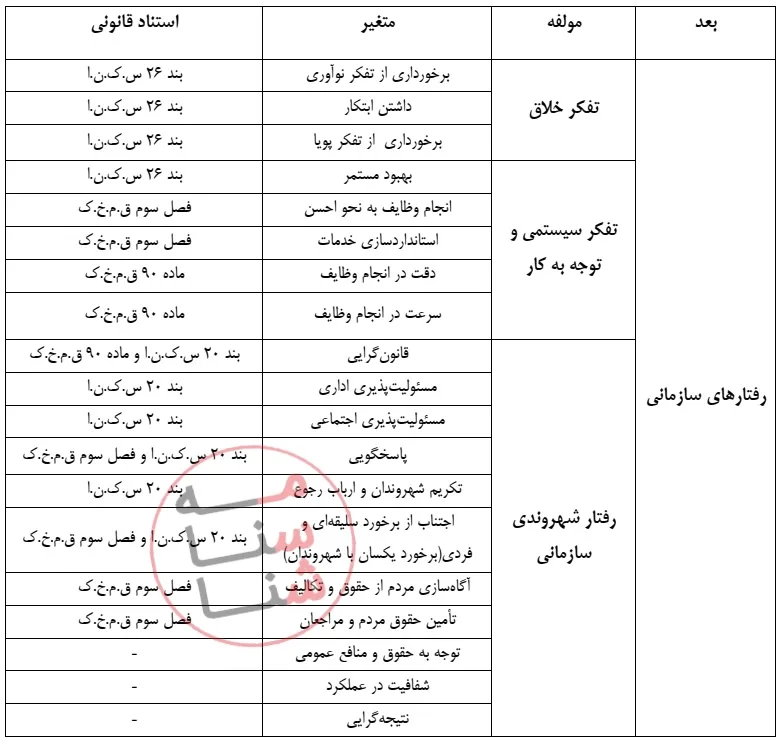 بعد مولفه متغیر استناد قانونی
رفتارهای سازمانی
تفکر خلاق
برخورداری از تفکر نوآوری بند ۲۶ س.ک.ن.ا
داشتن ابتکار بند ۲۶ س.ک.ن.ا
برخورداری از تفکر پویا بند ۲۶ س.ک.ن.ا
تفکر سیستمی و
توجه به کار
بهبود مستمر بند ۲۶ س.ک.ن.ا
انجام وظایف به نحو احسن فصل سوم ق.م.خ.ک
استانداردسازی خدمات فصل سوم ق.م.خ.ک
دقت در انجام وظایف ماده ۹۰ ق.م.خ.ک
سرعت در انجام وظایف ماده ۹۰ ق.م.خ.ک
رفتار شهروندی
سازمانی
قانون‌گرایی بند ۲۰ س.ک.ن.ا و ماده ۹۰ ق.م.خ.ک
مسئولیت‌پذیری اداری بند ۲۰ س.ک.ن.ا
مسئولیت‌پذیری اجتماعی بند ۲۰ س.ک.ن.ا
پاسخگویی بند ۲۰ س.ک.ن.ا و فصل سوم ق.م.خ.ک
تکریم شهروندان و ارباب رجوع بند ۲۰ س.ک.ن.ا
اجتناب از برخورد سلیقه‌ای و
فردی(برخورد یکسان با شهروندان) بند ۲۰ س.ک.ن.ا و فصل سوم ق.م.خ.ک
آگاه‌سازی مردم از حقوق و تکالیف فصل سوم ق.م.خ.ک
تأمین حقوق مردم و مراجعان فصل سوم ق.م.خ.ک
توجه به حقوق و منافع عمومی -
شفافیت در عملکرد -
نتیجه‌گرایی -
شناسنامه